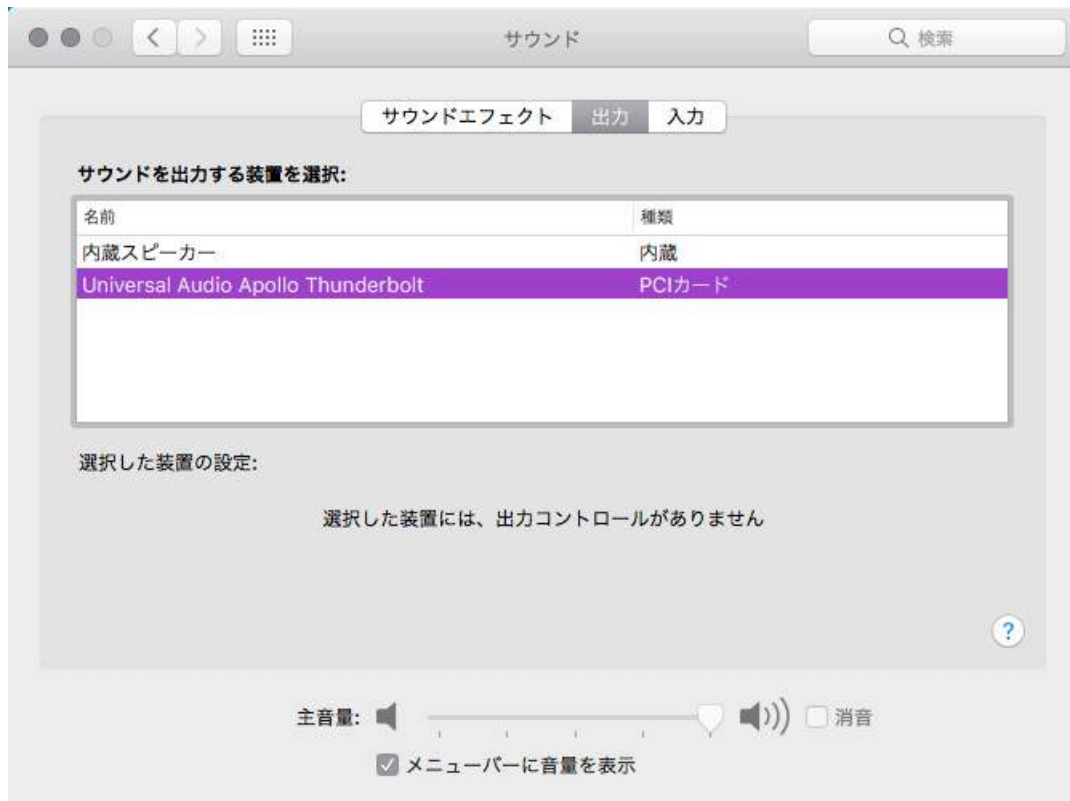 サウンド
検索
サウンドエフェクト 出力 入力
サウンドを出力する装置を選択:
名前 種類
内蔵スピーカー 内蔵
Universal Audio Apollo Thunderbolt PCIカード
選択した装置の設定:
選択した装置には、出力コントロールがありません
?
主音量: 消音
メニューバーに音量を表示